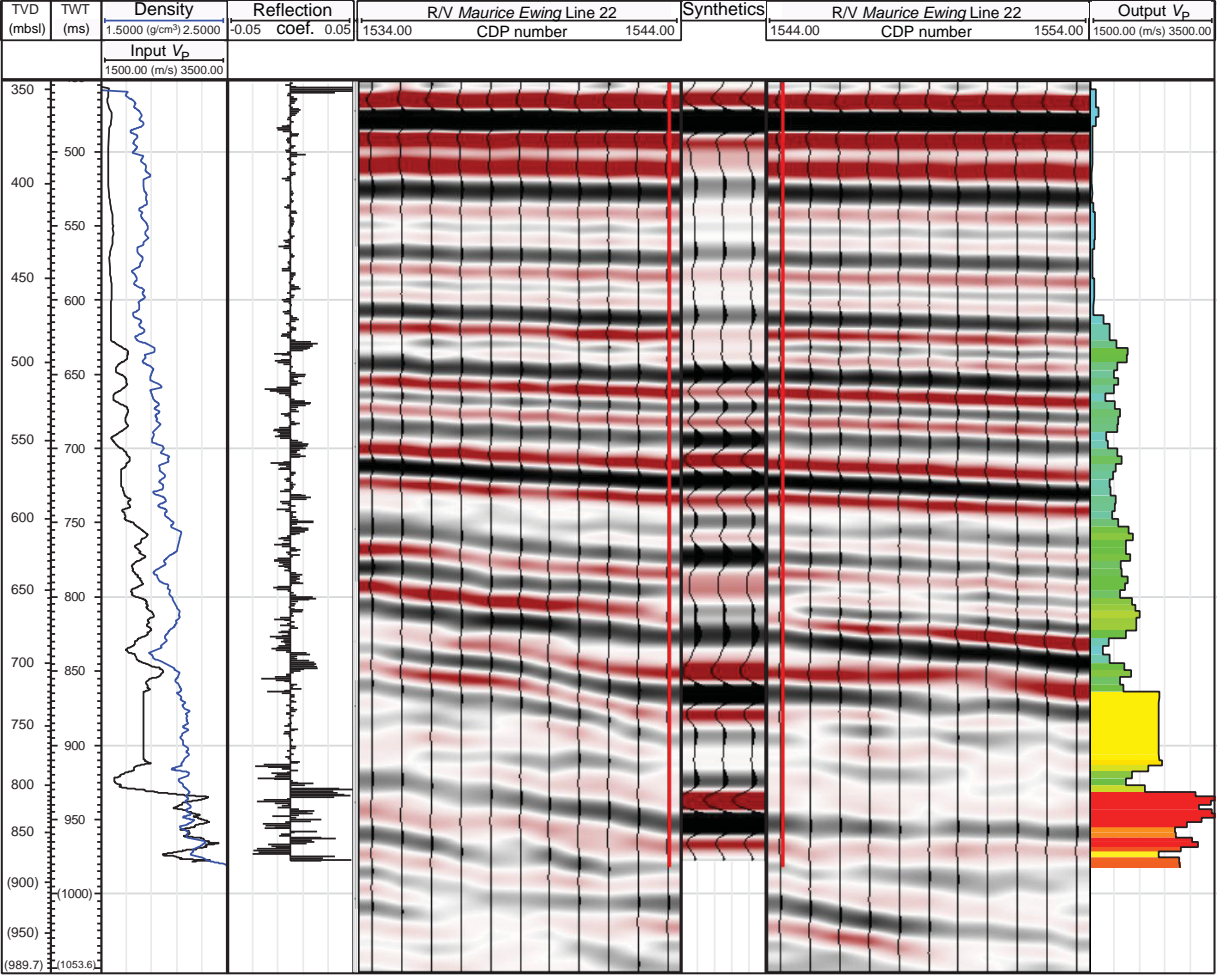 TVD
(mbsl)
TWT
(ms)
Density
1.5000 (g/cm³) 2.5000
Input VP
1500.00 (m/s) 3500.00
Reflection
coef.
-0.05 0.05
R/V Maurice Ewing Line 22
CDP number
1534.00 1544.00
Synthetics
R/V Maurice Ewing Line 22
CDP number
1544.00 1554.00
Output VP
1500.00 (m/s) 3500.00
350
500
400
550
450
600
500
650
550
700
600
750
650
800
700
850
750
900
800
950
850
(900)
(1000)
(950)
(989.7)
(1053.6)